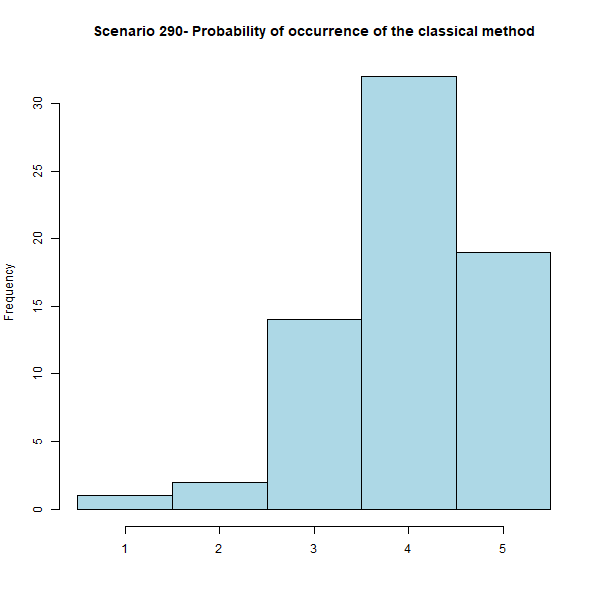 Scenario 290- Probability of occurrence of the classical method
Frequency
30
25
20
15
10
5
0
1 2 3 4 5